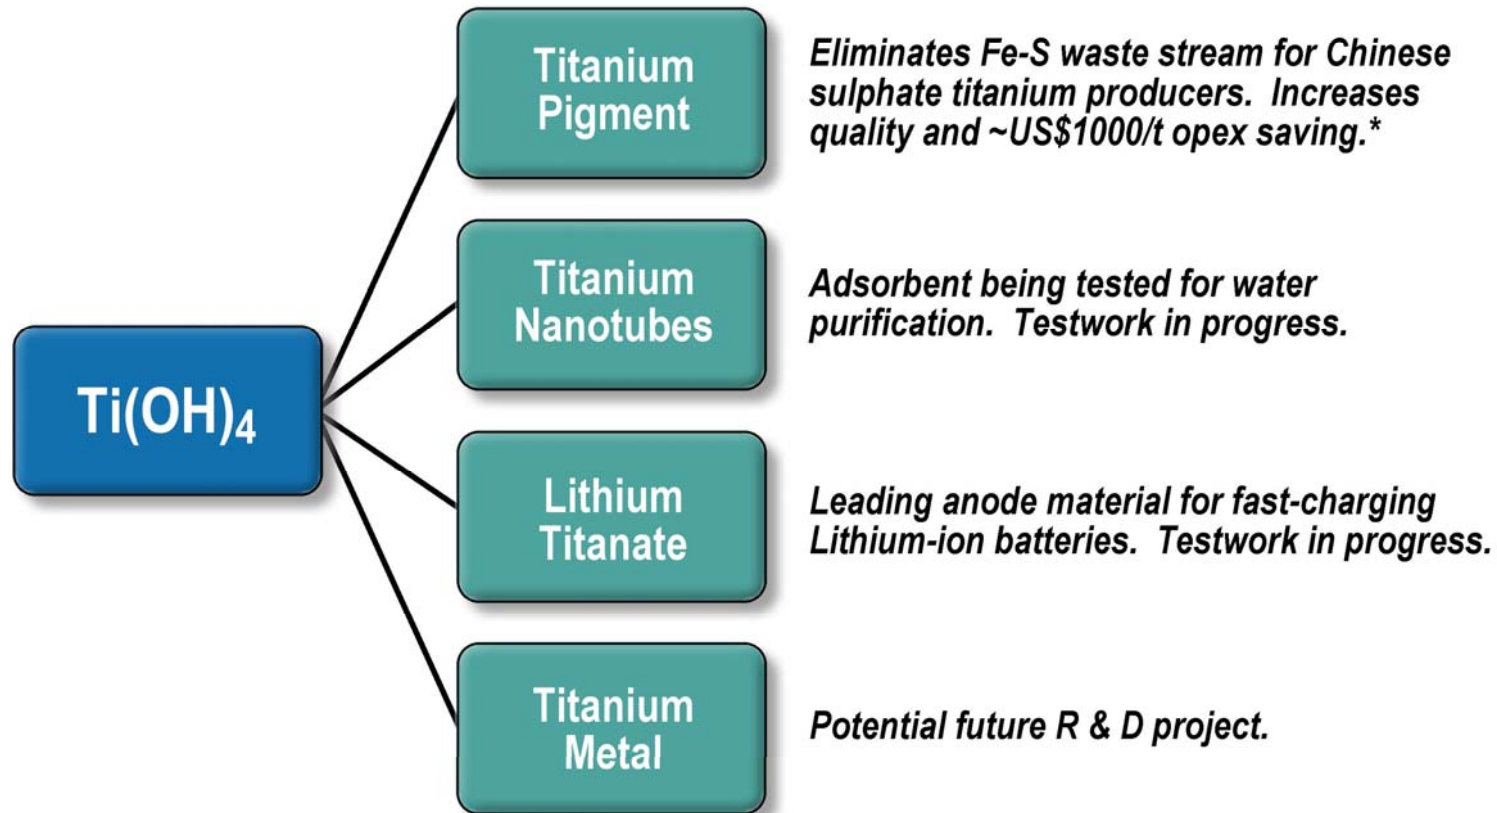 Titanium
Pigment
Eliminates Fe-S waste stream for Chinese
sulphate titanium producers.  Increases
quality and ~US$1000/t opex saving.*
Titanium
Nanotubes
Adsorbent being tested for water
purification.  Testwork in progress.
Ti(OH)₄
Lithium
Titanate
Leading anode material for fast-charging
Lithium-ion batteries.  Testwork in progress.
Titanium
Metal
Potential future R & D project.